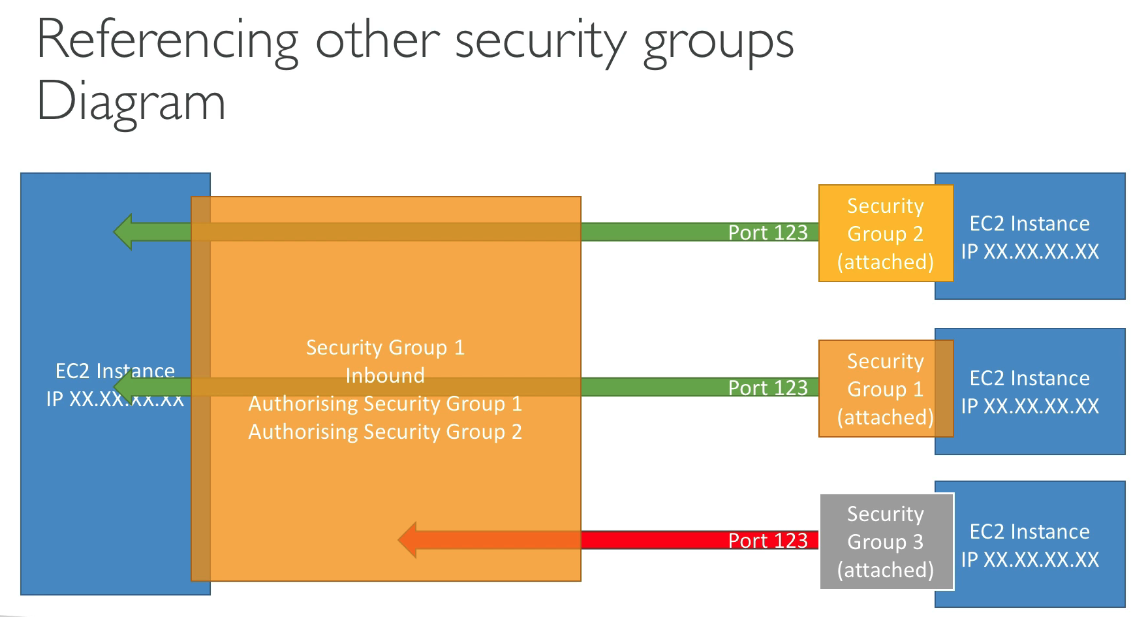 Referencing other security groups
Diagram
EC2 Instance
IP XX.XX.XX.XX
Security Group 1
Inbound
Authorising Security Group 1
Authorising Security Group 2
Port 123
Security
Group 2
(attached)
EC2 Instance
IP XX.XX.XX.XX
Port 123
Security
Group 1
(attached)
EC2 Instance
IP XX.XX.XX.XX
Port 123
Security
Group 3
(attached)
EC2 Instance
IP XX.XX.XX.XX